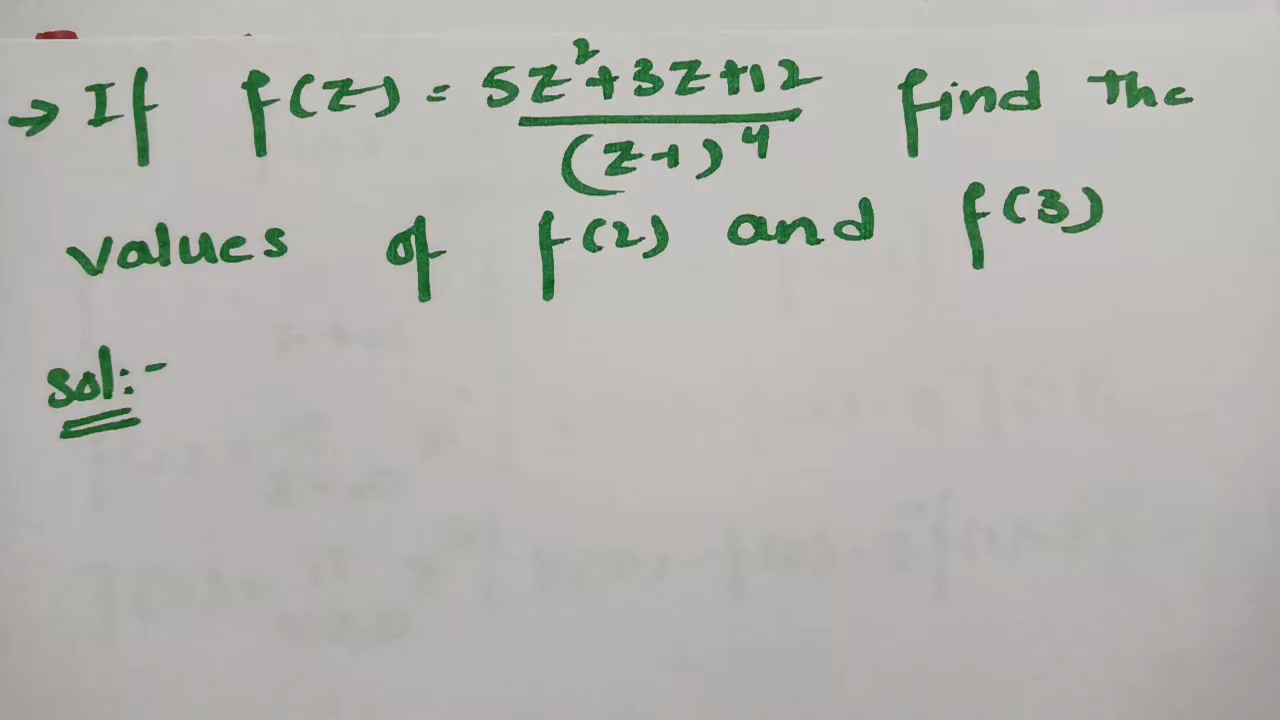 → If f(z) = 5z²+3z+12 / (z-1)⁴ find the
values of f(2) and f(3)
Sol:-